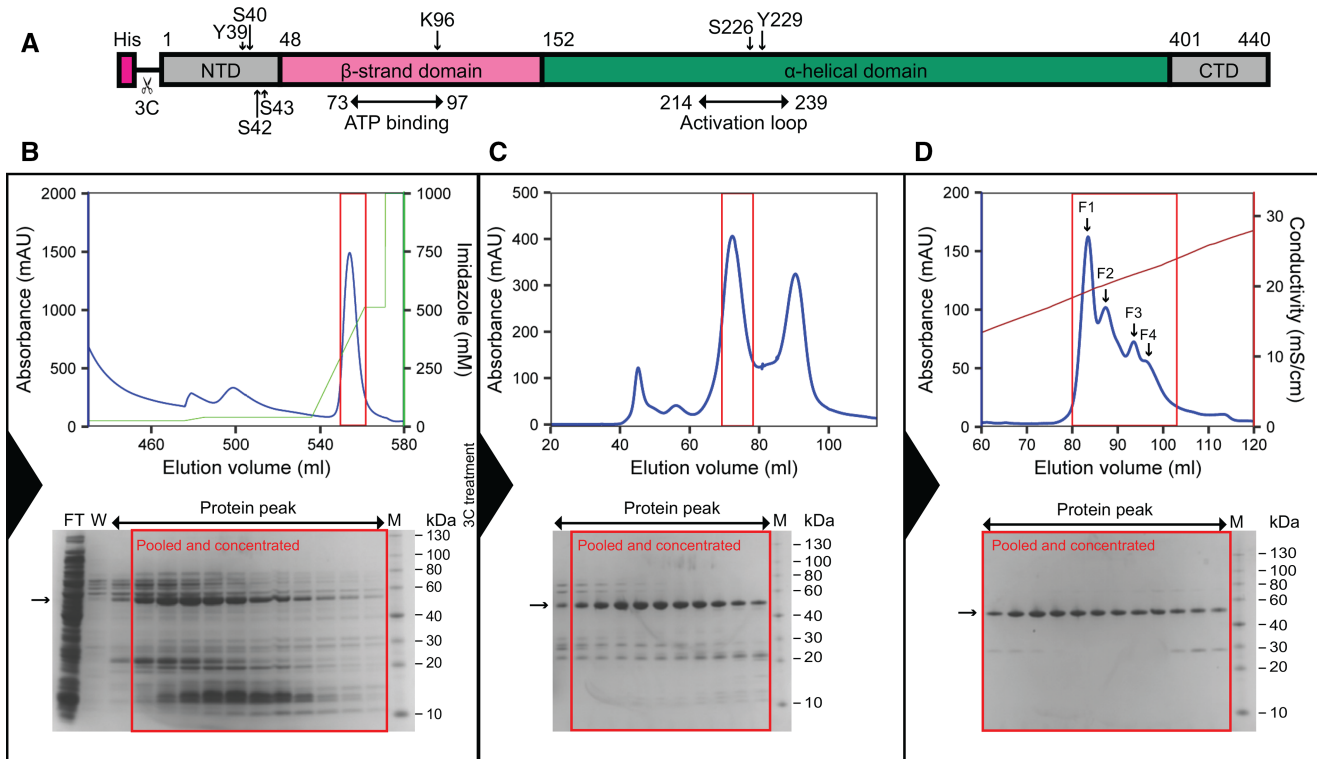 A
His 1 Y39 S40 48 K96 152 S226 Y229 401 440
NTD β-strand domain α-helical domain CTD
3C S42 S43 73 97 214 239
ATP binding Activation loop
B
2000
1500
1000
500
0
Absorbance (mAU)
1000
750
500
250
0
Imidazole (mM)
460 500 540 580
Elution volume (ml)
Protein peak
FT W M kDa
Pooled and concentrated
130
100
80
60
40
30
20
10
3C treatment
C
500
400
300
200
100
0
Absorbance (mAU)
20 40 60 80 100
Elution volume (ml)
Protein peak
M kDa
Pooled and concentrated
130
100
80
60
40
30
20
10
D
200
150
100
50
0
Absorbance (mAU)
F1
F2
F3
F4
30
20
10
0
Conductivity (mS/cm)
60 70 80 90 100 110 120
Elution volume (ml)
Protein peak
M kDa
Pooled and concentrated
130
100
80
60
40
30
20
10